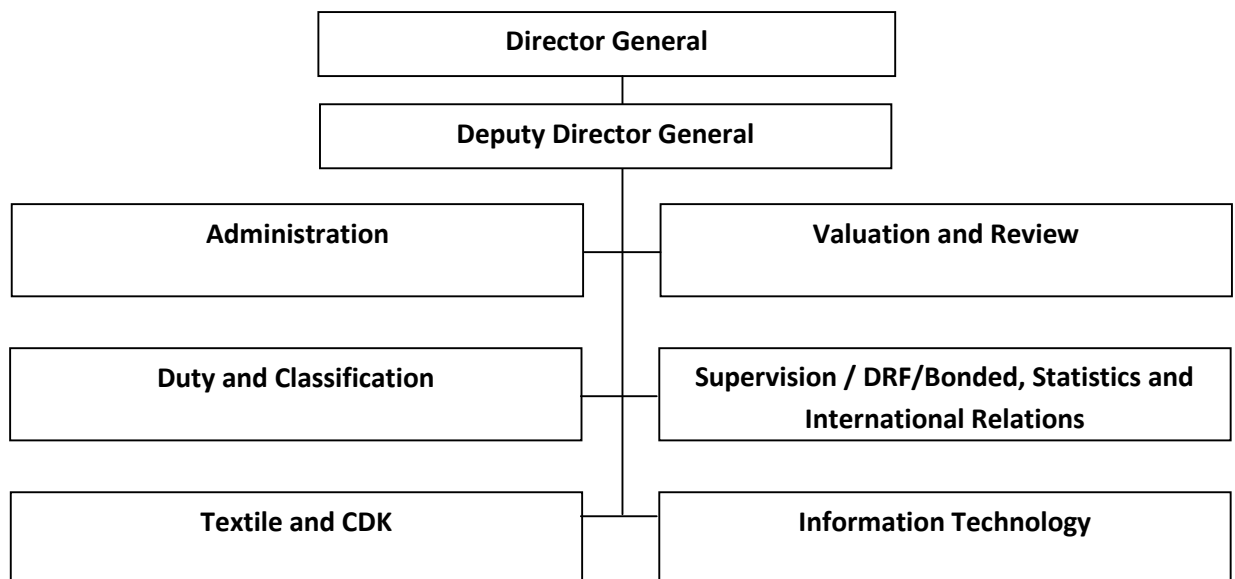 Director General
Deputy Director General
Administration
Valuation and Review
Duty and Classification
Supervision / DRF/Bonded, Statistics and
International Relations
Textile and CDK
Information Technology